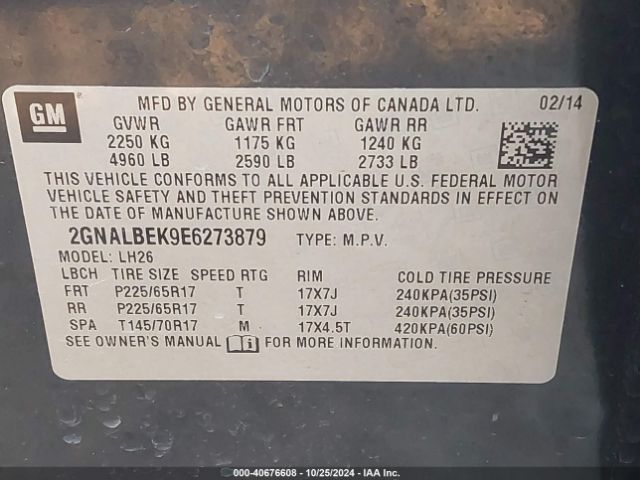 GM
MFD BY GENERAL MOTORS OF CANADA LTD. 02/14
GVWR GAWR FRT GAWR RR
2250 KG 1175 KG 1240 KG
4960 LB 2590 LB 2733 LB
THIS VEHICLE CONFORMS TO ALL APPLICABLE U.S. FEDERAL MOTOR
VEHICLE SAFETY AND THEFT PREVENTION STANDARDS IN EFFECT ON
THE DATE OF MANUFACTURE SHOWN ABOVE.
2GNALBEK9E6273879 TYPE: M.P.V.
MODEL: LH26
LBCH TIRE SIZE SPEED RTG RIM COLD TIRE PRESSURE
FRT P225/65R17 T 17X7J 240KPA(35PSI)
RR P225/65R17 T 17X7J 240KPA(35PSI)
SPA T145/70R17 M 17X4.5T 420KPA(60PSI)
SEE OWNER'S MANUAL FOR MORE INFORMATION.
000-40676608 - 10/25/2024 - IAA Inc.